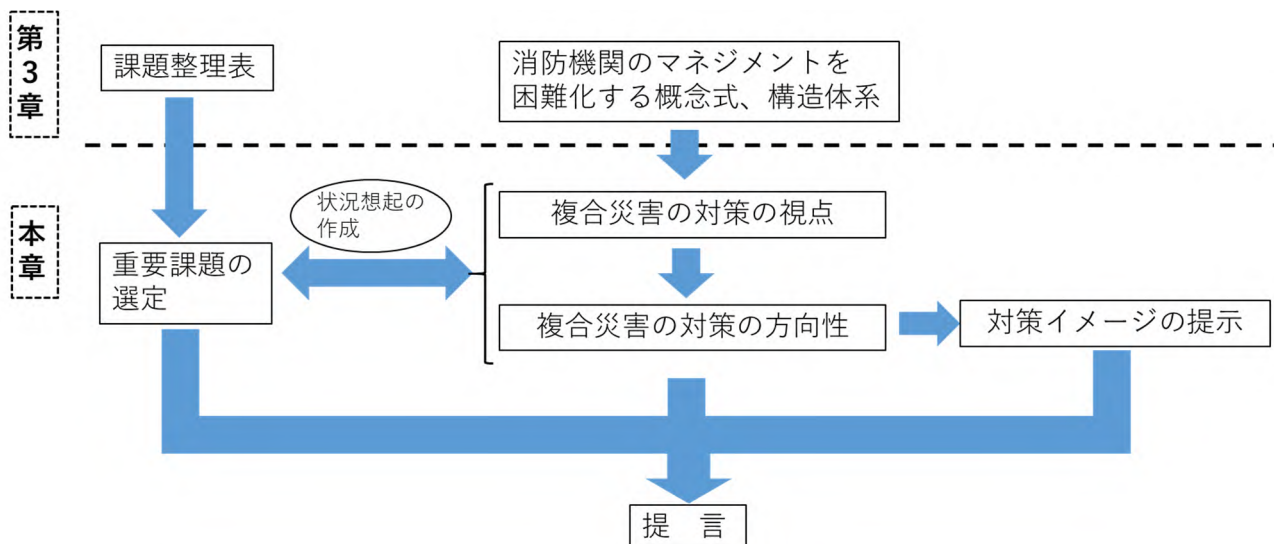 第3章
課題整理表
消防機関のマネジメントを
困難化する概念式、構造体系
本章
状況想起の
作成
複合災害の対策の視点
重要課題の
選定
複合災害の対策の方向性
対策イメージの提示
提　言